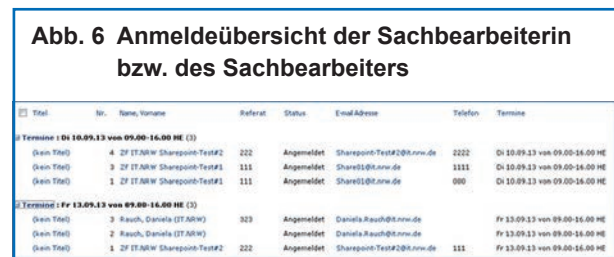 Abb. 6 Anmeldeübersicht der Sachbearbeiterin
bzw. des Sachbearbeiters
Titel Nr. Name, Vorname Referat Status E-mail Adresse Telefon Termine
Termine : Di 10.09.13 von 09.00-16.00 HE (3)
(kein Titel) 4 ZF IT.NRW Sharepoint-Test#2 222 Angemeldet Sharepoint-Test#2@it.nrw.de 2222 Di 10.09.13 von 09.00-16.00 HE
(kein Titel) 3 ZF IT.NRW Sharepoint-Test#1 111 Angemeldet Share01@it.nrw.de 1111 Di 10.09.13 von 09.00-16.00 HE
(kein Titel) 1 ZF IT.NRW Sharepoint-Test#1 111 Angemeldet Share01@it.nrw.de 000 Di 10.09.13 von 09.00-16.00 HE
Termine : Fr 13.09.13 von 09.00-16.00 HE (3)
(kein Titel) 3 Rauch, Daniela (IT.NRW) 323 Angemeldet Daniela.Rauch@it.nrw.de Fr 13.09.13 von 09.00-16.00 HE
(kein Titel) 2 Rauch, Daniela (IT.NRW) Angemeldet Daniela.Rauch@it.nrw.de Fr 13.09.13 von 09.00-16.00 HE
(kein Titel) 1 ZF IT.NRW Sharepoint-Test#2 222 Angemeldet Sharepoint-Test#2@it.nrw.de 111 Fr 13.09.13 von 09.00-16.00 HE